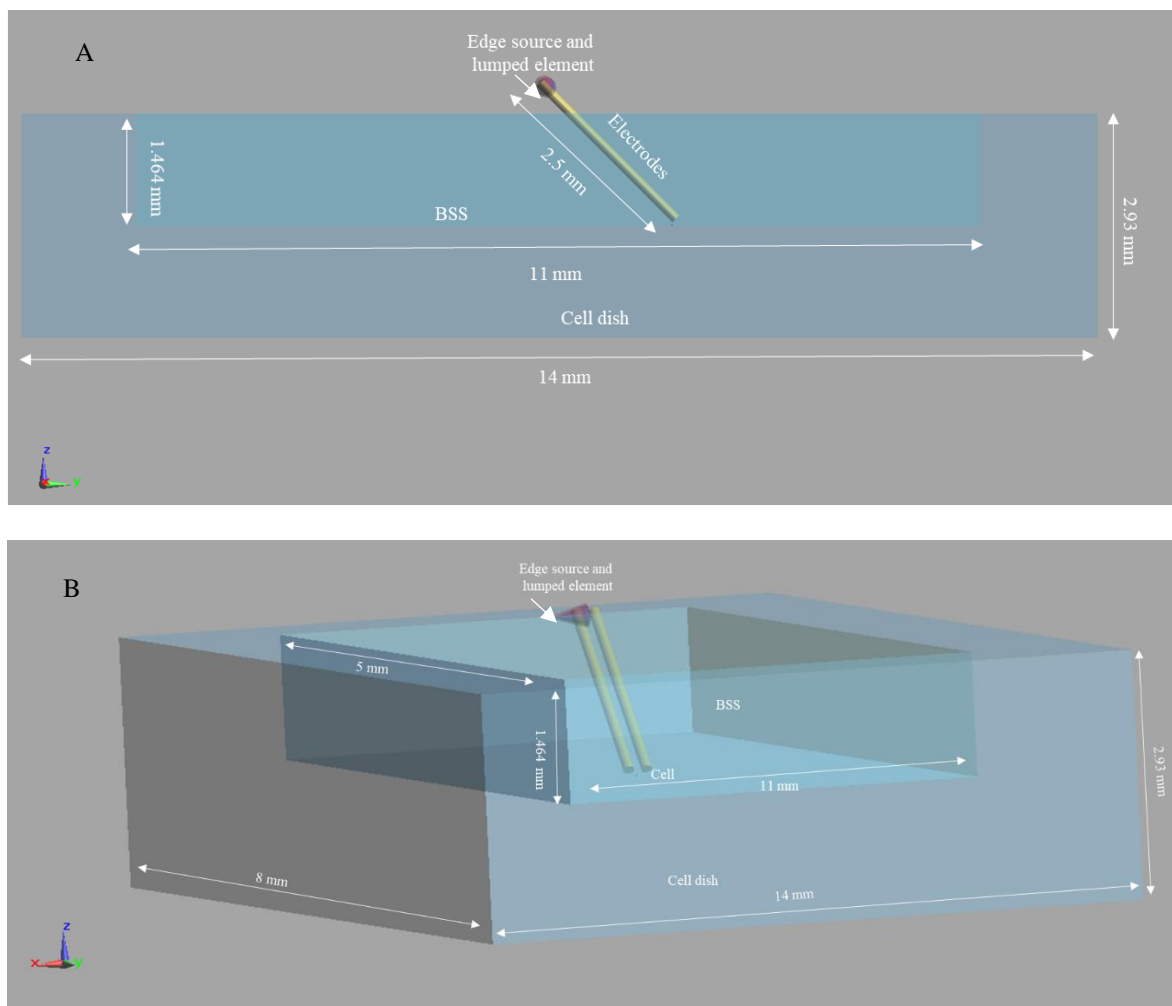 A
Edge source and
lumped element
Electrodes
2.5 mm
1.464 mm
BSS
2.93 mm
11 mm
Cell dish
14 mm
z
y
B
Edge source and
lumped element
5 mm
BSS
1.464 mm
Cell
11 mm
2.93 mm
8 mm
Cell dish
14 mm
z
x
y